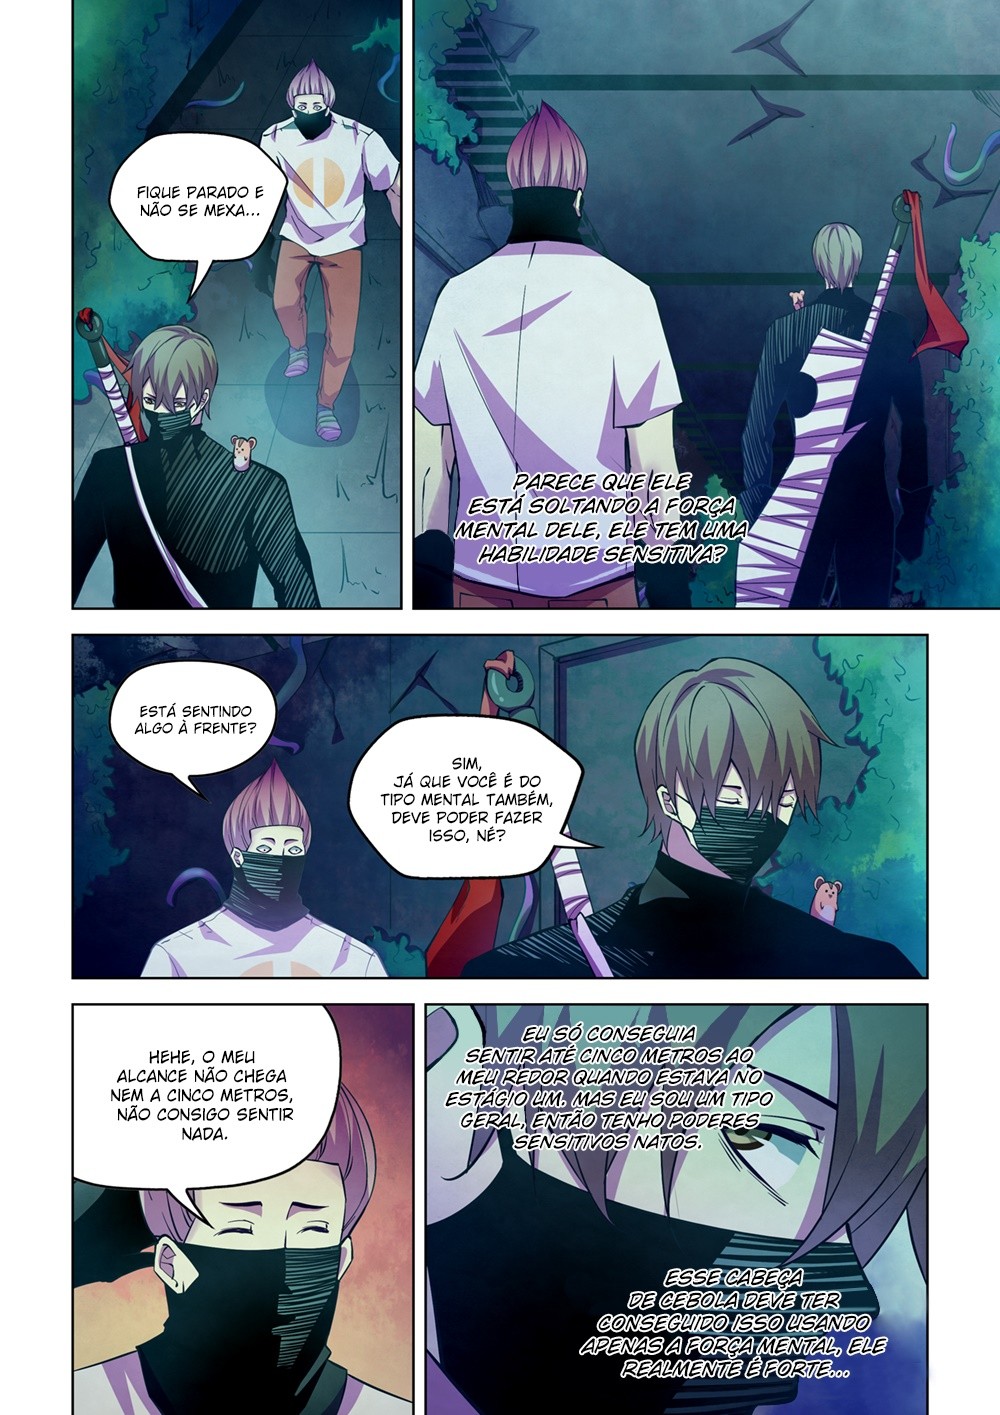 FIQUE PARADO E
NÃO SE MEXA...
PARECE QUE ELE
ESTÁ SOLTANDO A FORÇA
MENTAL DELE, ELE TEM UMA
HABILIDADE SENSITIVA?
ESTÁ SENTINDO
ALGO À FRENTE?
SIM,
JÁ QUE VOCÊ É DO
TIPO MENTAL TAMBÉM,
DEVE PODER FAZER
ISSO, NÉ?
HEHE, O MEU
ALCANCE NÃO CHEGA
NEM A CINCO METROS,
NÃO CONSIGO SENTIR
NADA.
EU SÓ CONSEGUIA
SENTIR ATÉ CINCO METROS AO
MEU REDOR QUANDO ESTAVA NO
ESTÁGIO UM. MAS EU SOU UM TIPO
GERAL, ENTÃO TENHO PODERES
SENSITIVOS NATOS.
ESSE CABEÇA
DE CEBOLA DEVE TER
CONSEGUIDO ISSO USANDO
APENAS A FORÇA MENTAL, ELE
REALMENTE É FORTE...